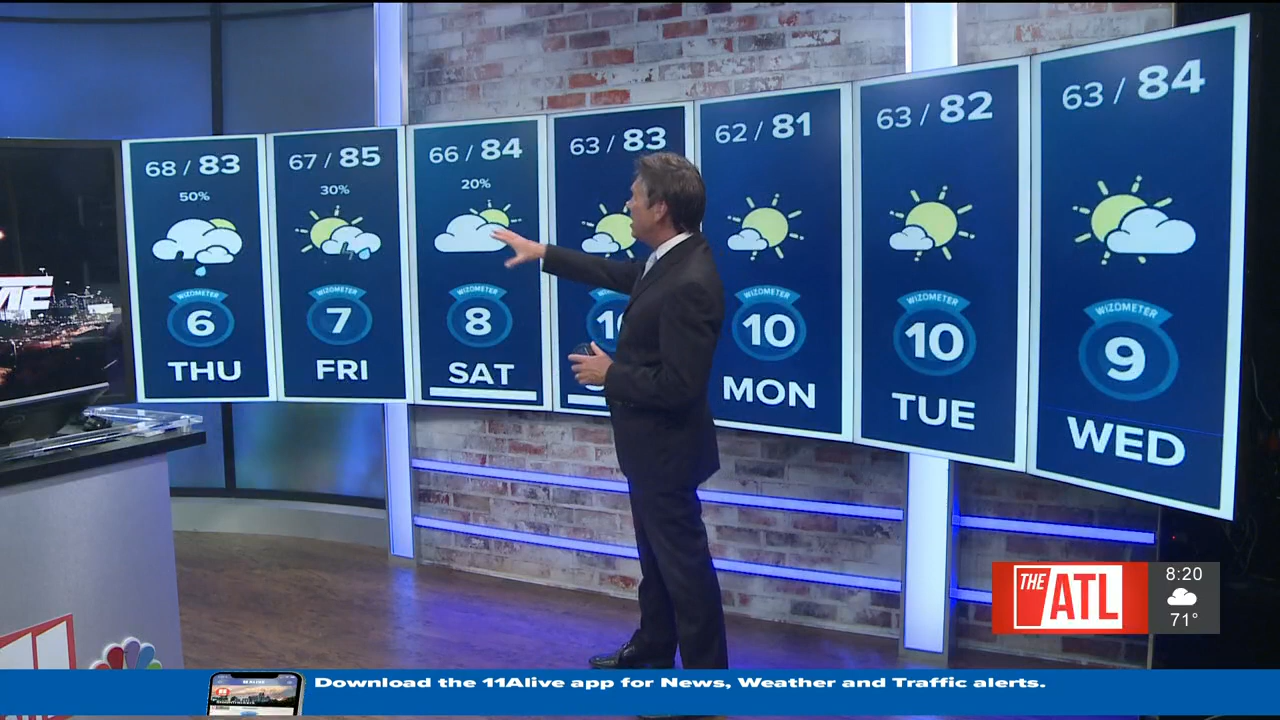 68 / 83
50%
WIZOMETER
6
THU
67 / 85
30%
WIZOMETER
7
FRI
66 / 84
20%
WIZOMETER
8
SAT
63 / 83
62 / 81
WIZOMETER
10
MON
63 / 82
WIZOMETER
10
TUE
63 / 84
WIZOMETER
9
WED
THE
ATL
8:20
71°
Download the 11Alive app for News, Weather and Traffic alerts.